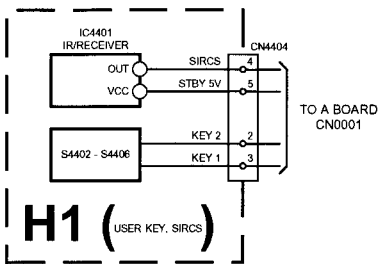 IC4401
IR/RECEIVER
OUT
VCC
SIRCS
STBY 5V
CN4404
4
5
TO A BOARD
CN0001
S4402 - S4406
KEY 2
KEY 1
2
3
H1 (USER KEY, SIRCS)